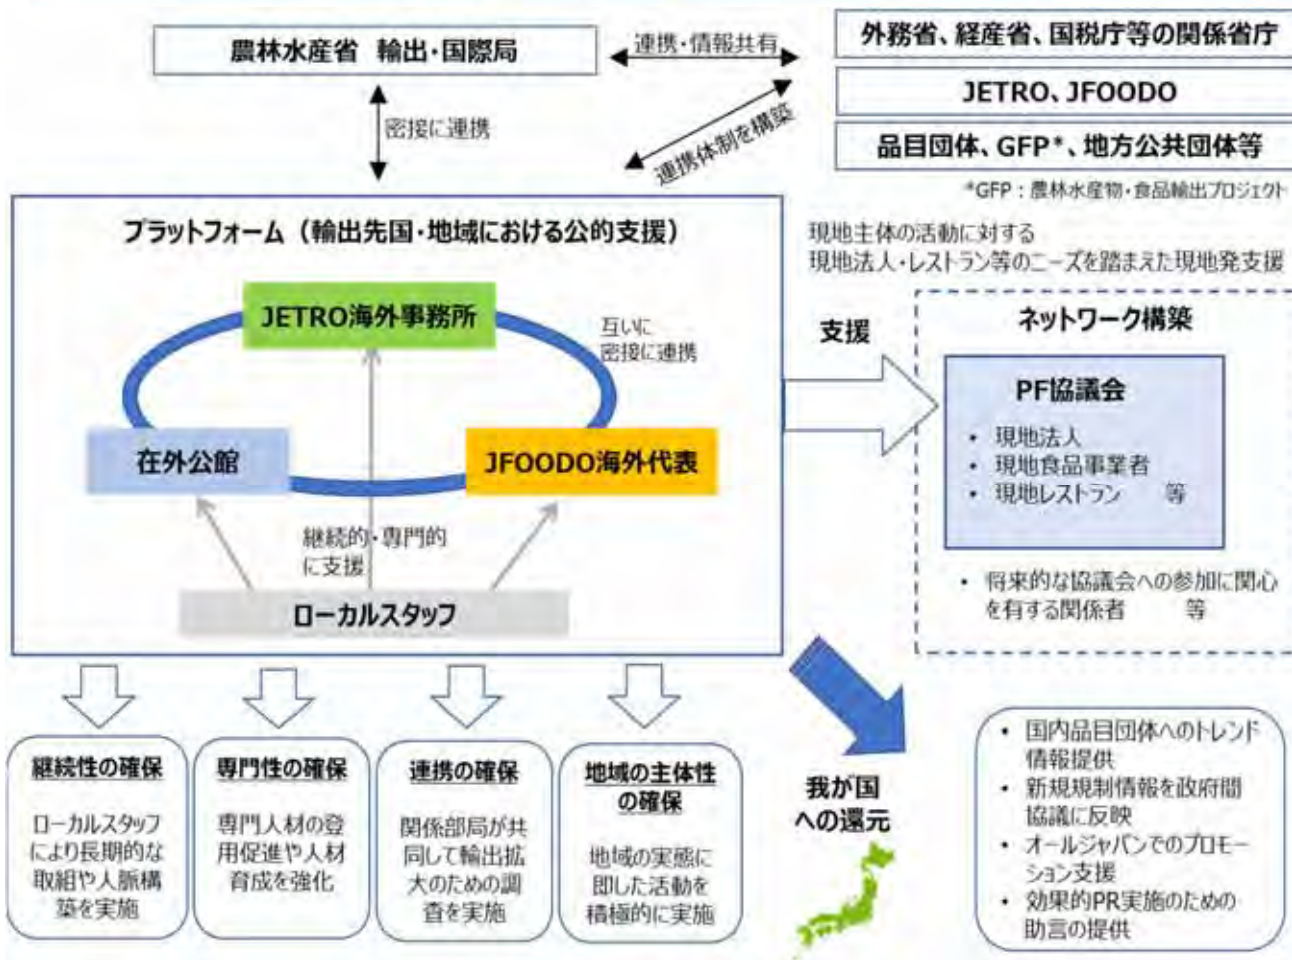 農林水産省 輸出・国際局
連携・情報共有
外務省、経産省、国税庁等の関係省庁
JETRO、JFOODO
品目団体、GFP*、地方公共団体等
*GFP：農林水産物・食品輸出プロジェクト
密接に連携
連携体制を構築
プラットフォーム（輸出先国・地域における公的支援）
JETRO海外事務所
互いに
密接に連携
在外公館
JFOODO海外代表
継続的・専門的
に支援
ローカルスタッフ
現地主体の活動に対する
現地法人・レストラン等のニーズを踏まえた現地発支援
支援
ネットワーク構築
PF協議会
• 現地法人
• 現地食品事業者
• 現地レストラン 等
• 将来的な協議会への参加に関心
を有する関係者 等
継続性の確保
ローカルスタッフ
により長期的な
取組や人脈構
築を実施
専門性の確保
専門人材の登
用促進や人材
育成を強化
連携の確保
関係部局が共
同して輸出拡
大のための調
査を実施
地域の主体性
の確保
地域の実態に
即した活動を
積極的に実施
我が国
への還元
• 国内品目団体へのトレンド
情報提供
• 新規規制情報を政府間
協議に反映
• オールジャパンでのプロモー
ション支援
• 効果的PR実施のための
助言の提供